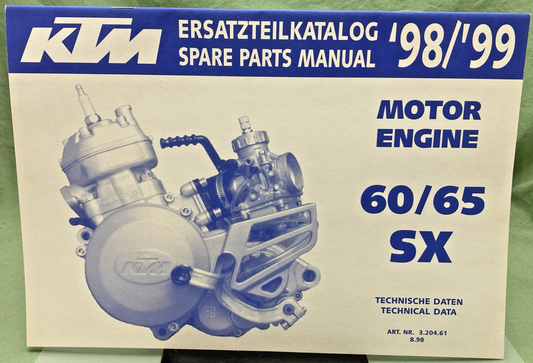 KTM
ERSATZTEILKATALOG
SPARE PARTS MANUAL
'98/'99
MOTOR
ENGINE
60/65
SX
KTM
TECHNISCHE DATEN
TECHNICAL DATA
ART. NR. 3.204.61
8.98